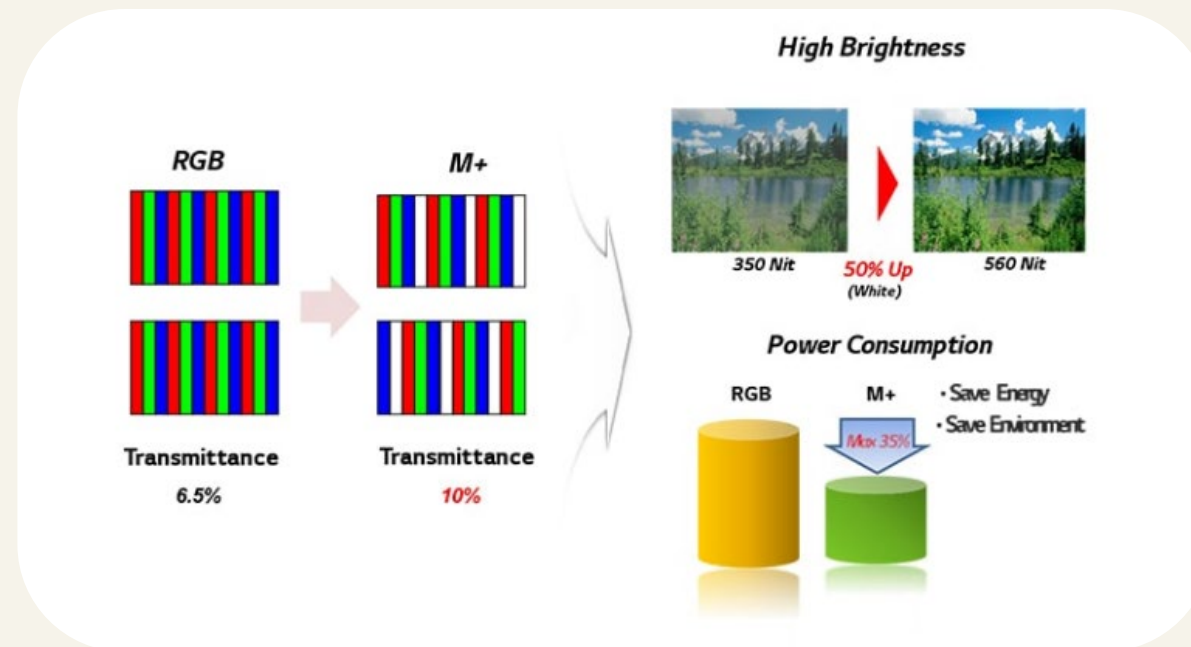 RGB
M+
Transmittance
6.5%
Transmittance
10%
High Brightness
350 Nit
50% Up
(White)
560 Nit
Power Consumption
RGB
M+
Max 35%
· Save Energy
· Save Environment